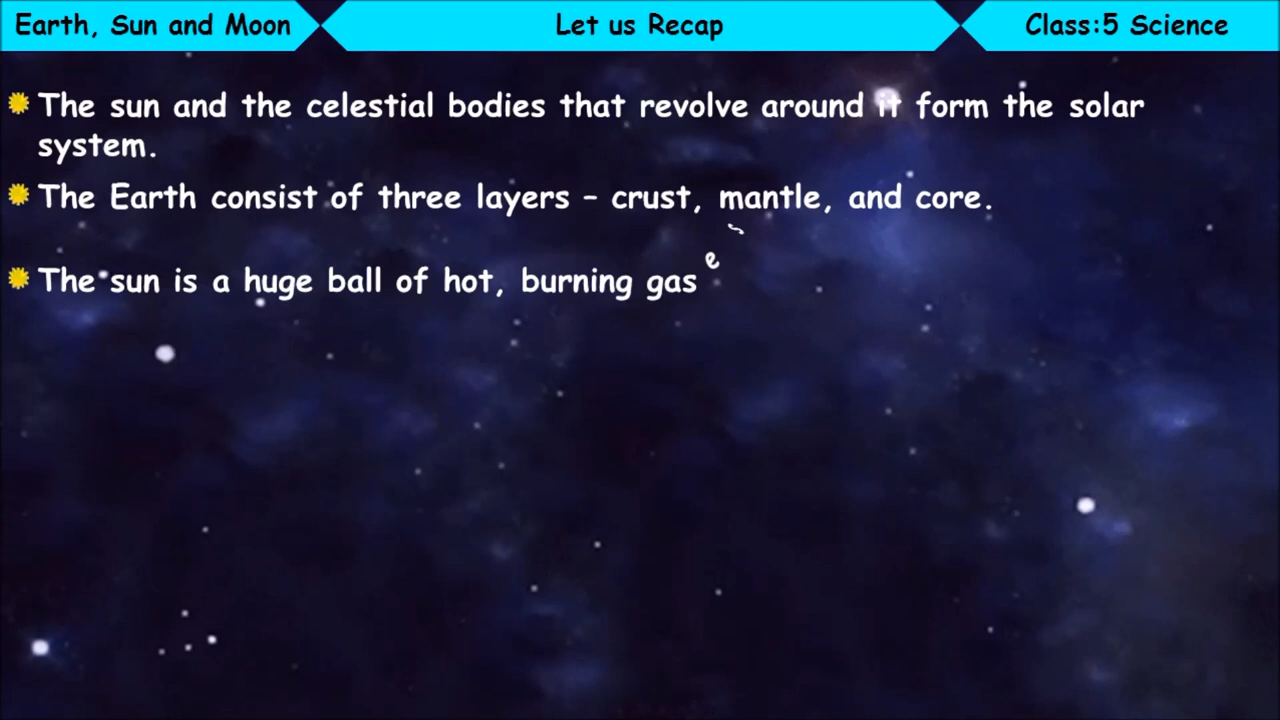 Earth, Sun and Moon
Let us Recap
Class:5 Science
The sun and the celestial bodies that revolve around it form the solar
system.
The Earth consist of three layers – crust, mantle, and core.
The sun is a huge ball of hot, burning gas